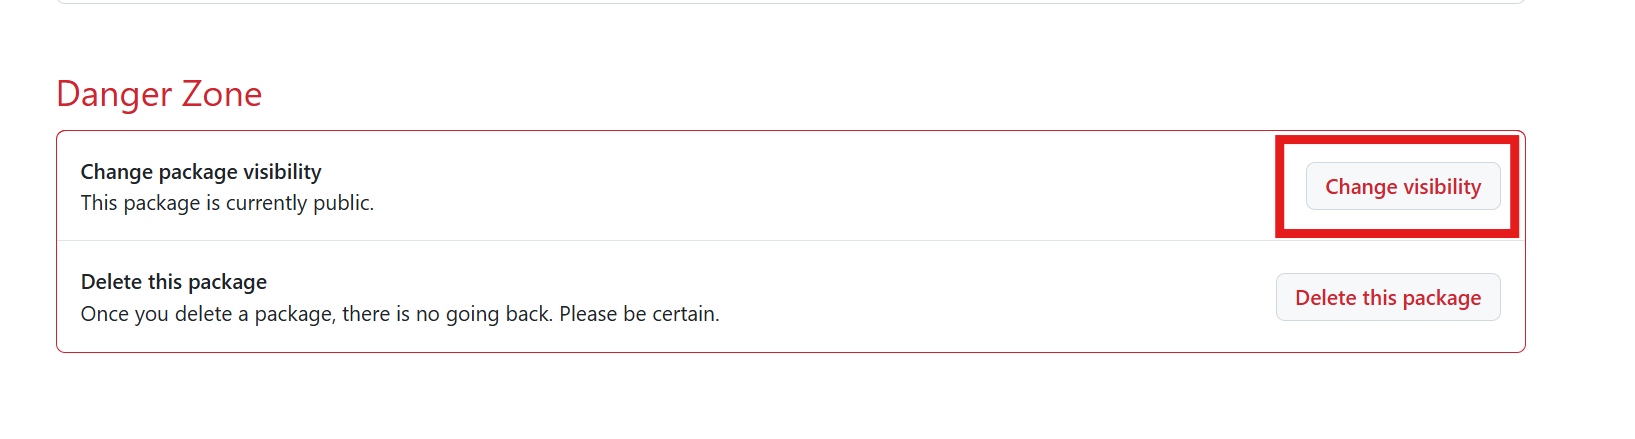 Danger Zone
Change package visibility
This package is currently public.
Change visibility
Delete this package
Once you delete a package, there is no going back. Please be certain.
Delete this package